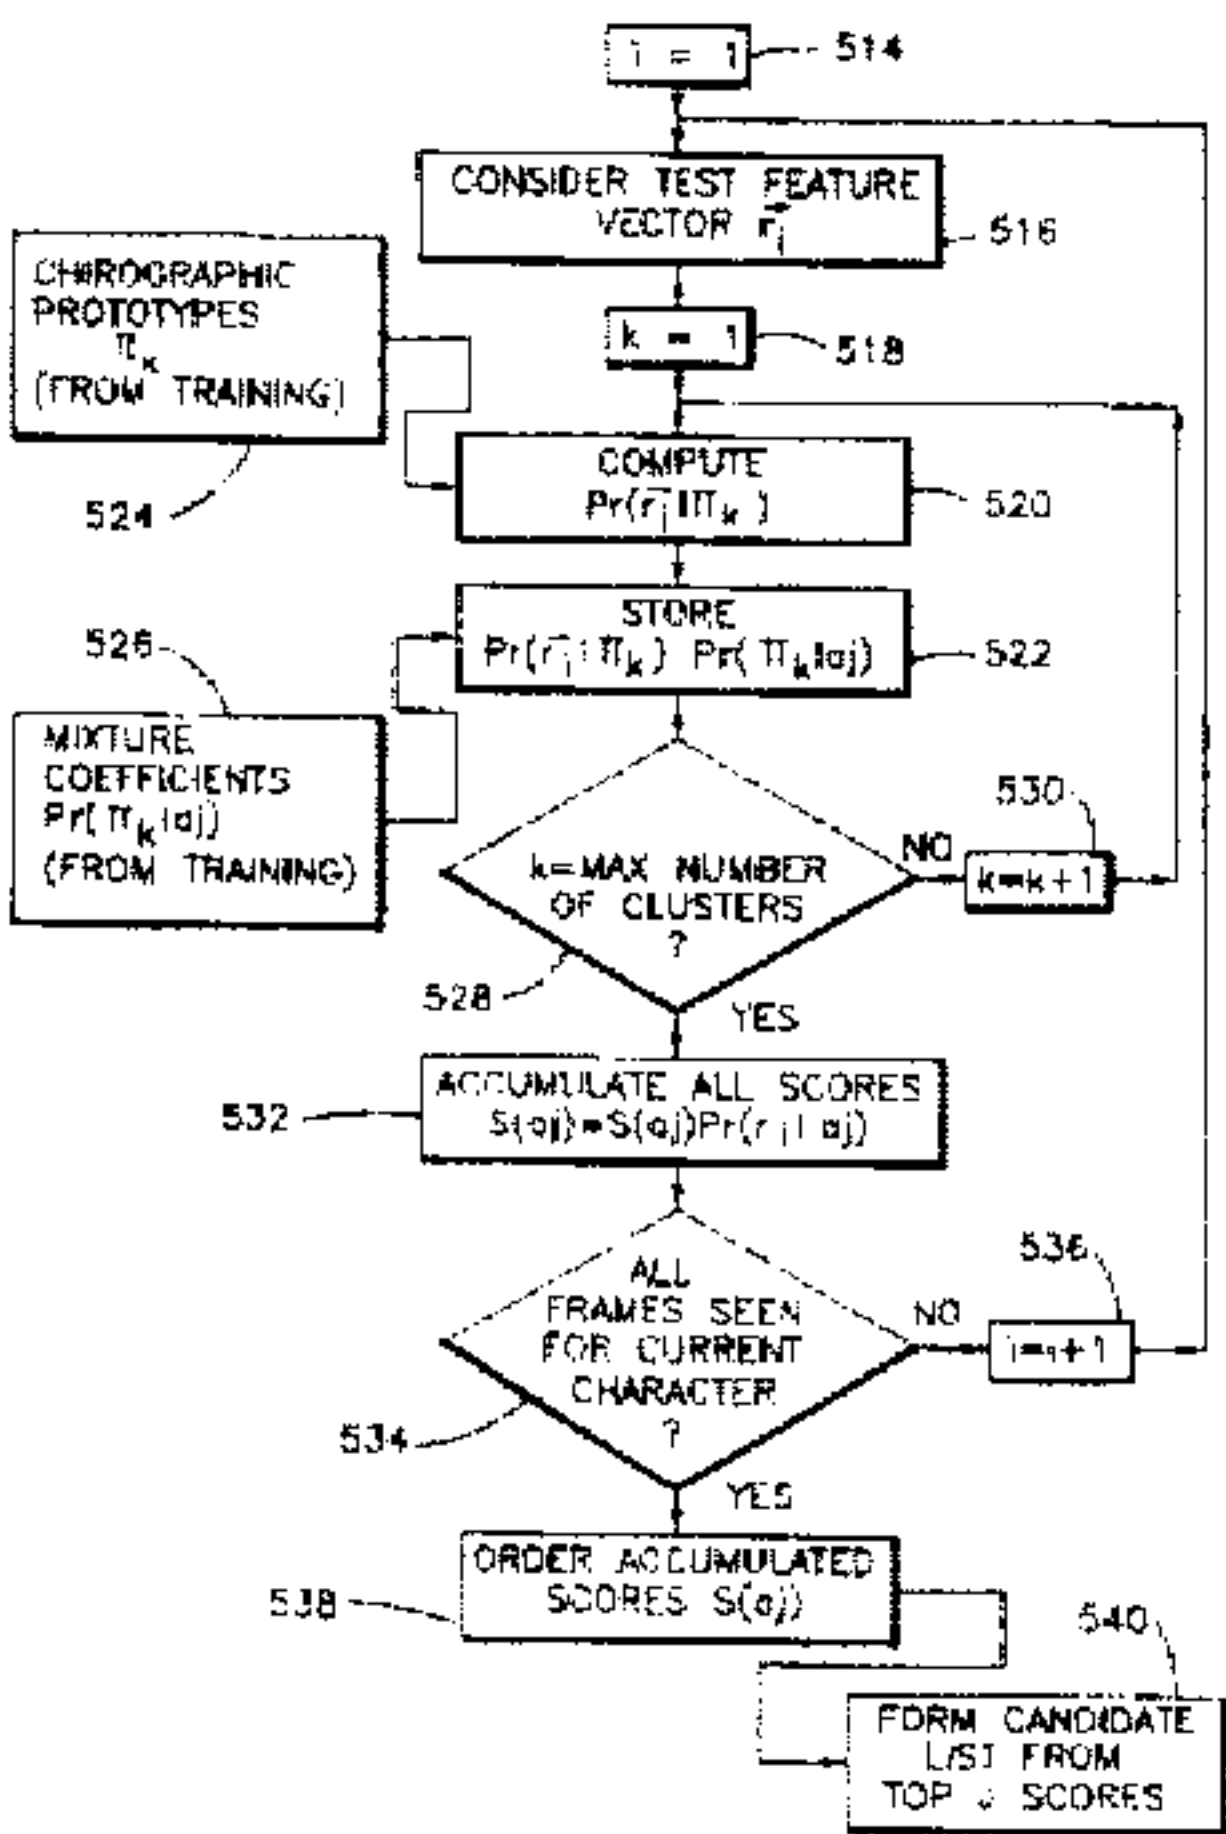 i = 1
514
CONSIDER TEST FEATURE
VECTOR r⃗i
516
CHIROGRAPHIC
PROTOTYPES
πk
(FROM TRAINING)
524
k = 1
518
COMPUTE
Pr(r̄i|πk)
520
STORE
Pr(r̄i|πk) Pr(πk|aj)
522
526
MIXTURE
COEFFICIENTS
Pr(πk|aj)
(FROM TRAINING)
k=MAX NUMBER
OF CLUSTERS
?
528
NO
530
k=k+1
YES
ACCUMULATE ALL SCORES
S(aj)=S(aj)Pr(ri|aj)
532
ALL
FRAMES SEEN
FOR CURRENT
CHARACTER
?
534
NO
536
i=i+1
YES
ORDER ACCUMULATED
SCORES S(aj)
538
540
FORM CANDIDATE
LIST FROM
TOP SCORES